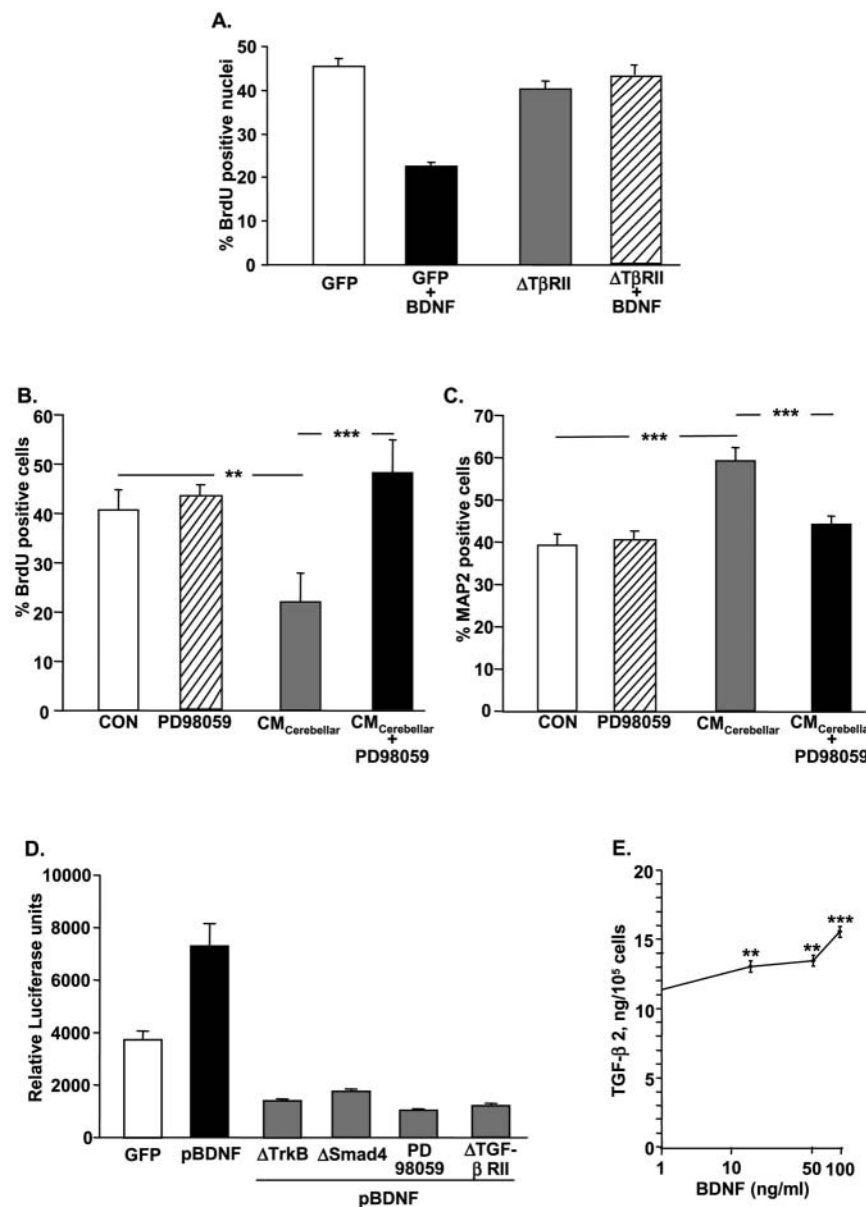 A.
% BrdU positive nuclei
50
40
30
20
10
0
GFP
GFP
+
BDNF
ΔTβRII
ΔTβRII
+
BDNF
B.
% BrdU positive cells
60
50
40
30
20
10
0
**
***
CON
PD98059
CMCerebellar
CMCerebellar
+
PD98059
C.
% MAP2 positive cells
70
60
50
40
30
20
10
0
***
***
CON
PD98059
CMCerebellar
CMCerebella
+
PD98059
D.
Relative Luciferase units
10000
8000
6000
4000
2000
0
GFP
pBDNF
ΔTrkB
ΔSmad4
PD
98059
ΔTGF-
β RII
pBDNF
E.
TGF-β 2, ng/10⁵ cells
20
15
10
5
0
**
**
***
1
10
50
100
BDNF (ng/ml)